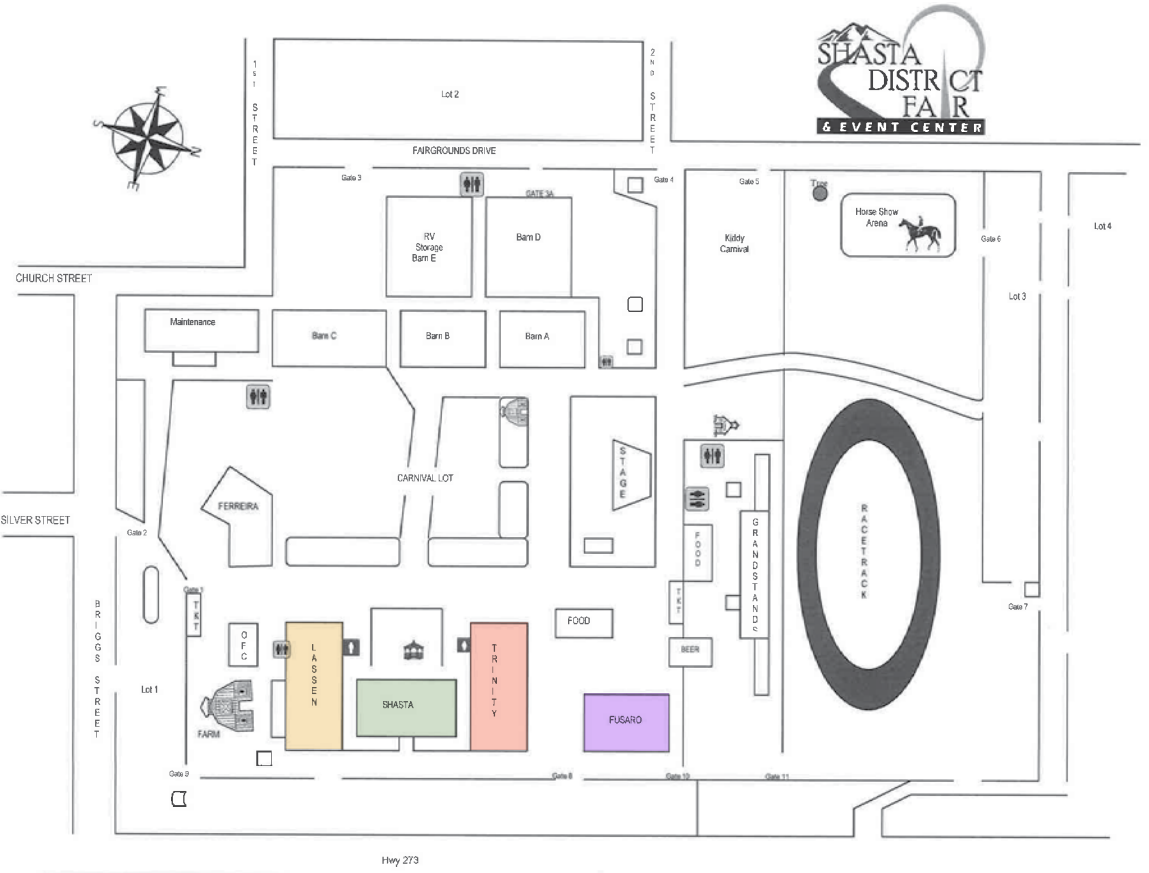 SHASTA
DISTRICT
FAIR
& EVENT CENTER
W
S
N
E
1ST STREET
2ND STREET
Lot 2
FAIRGROUNDS DRIVE
Gate 3
GATE 3A
Gate 4
Gate 5
Tree
Horse Show
Arena
Gate 6
Lot 4
RV
Storage
Barn E
Barn D
Kiddy
Carnival
CHURCH STREET
Lot 3
Maintenance
Barn C
Barn B
Barn A
CARNIVAL LOT
STAGE
FERREIRA
SILVER STREET
Gate 2
FOOD
GRANDSTANDS
RACETRACK
Gate 1
TKT
TKT
Gate 7
BRIGGS STREET
OFC
LASSEN
TRINITY
FOOD
BEER
Lot 1
SHASTA
FUSARO
FARM
Gate 9
Gate 8
Gate 10
Gate 11
Hwy 273